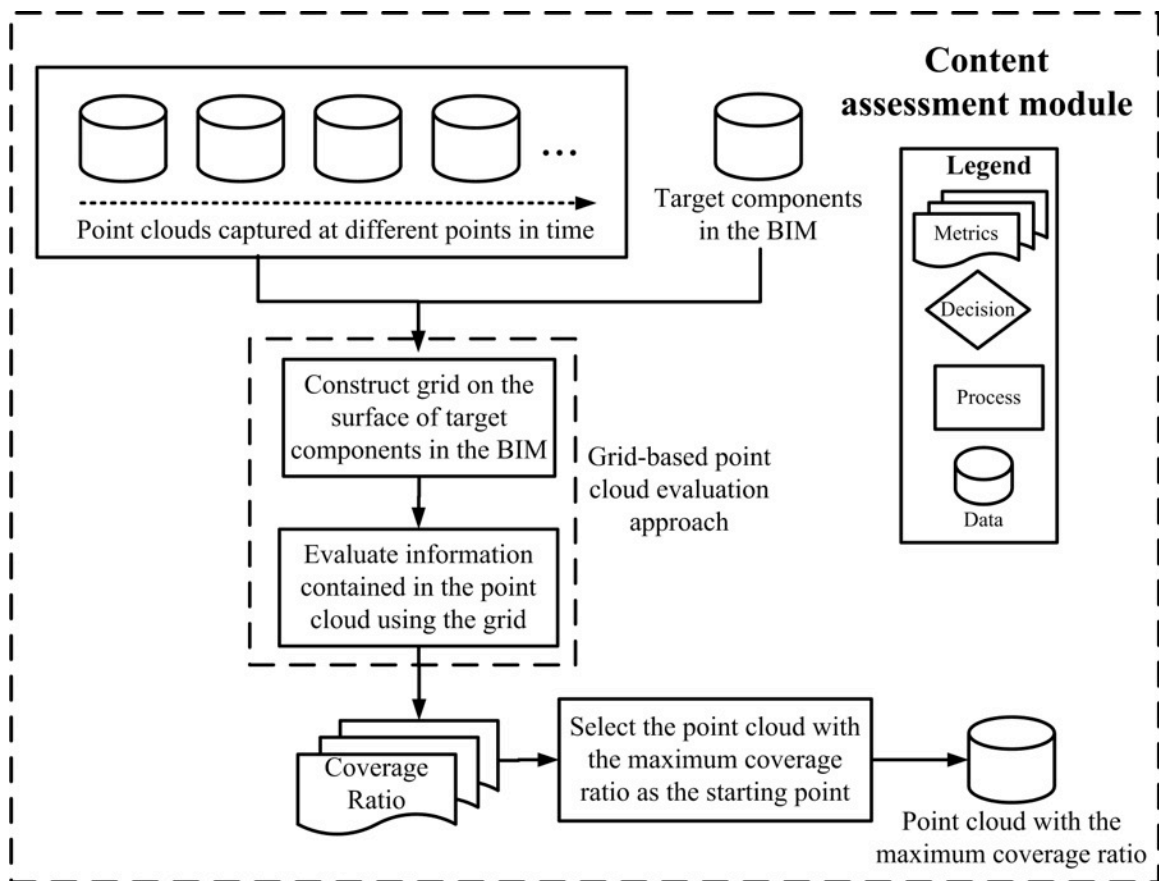 Content
assessment module
...
Point clouds captured at different points in time
Target components
in the BIM
Legend
Metrics
Decision
Process
Data
Construct grid on the
surface of target
components in the BIM
Grid-based point
cloud evaluation
approach
Evaluate information
contained in the point
cloud using the grid
Coverage
Ratio
Select the point cloud with
the maximum coverage
ratio as the starting point
Point cloud with the
maximum coverage ratio